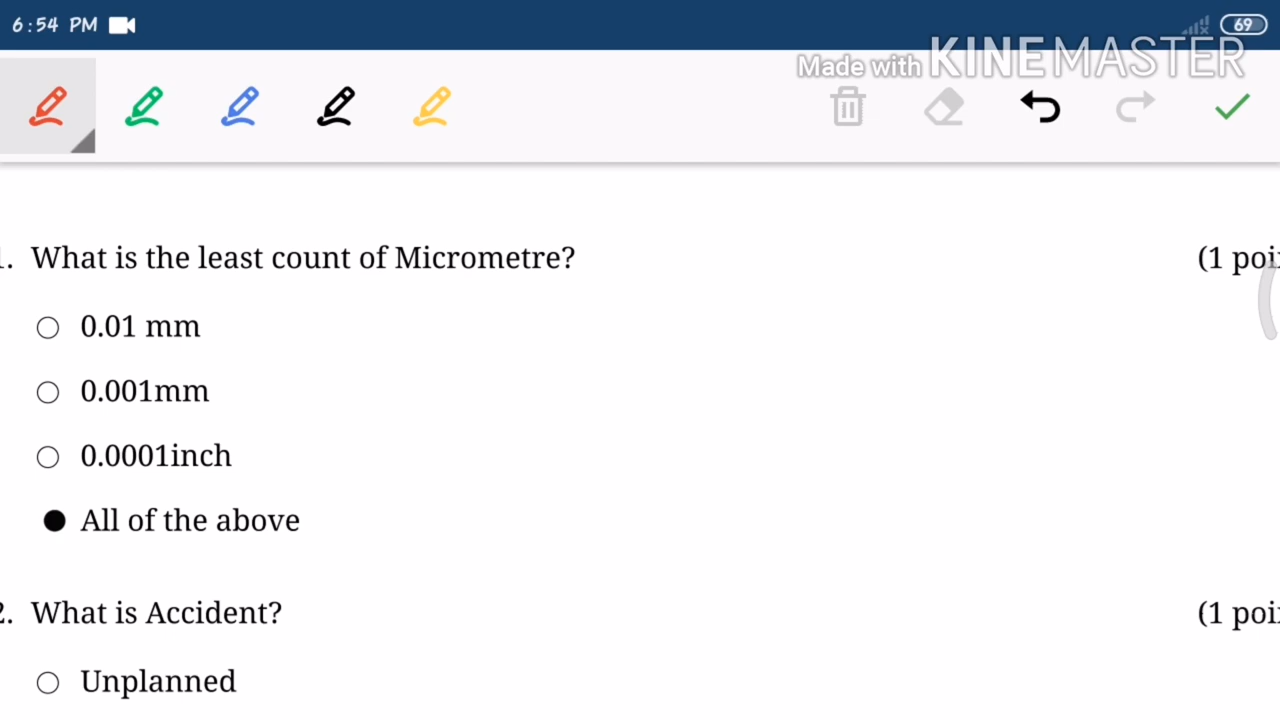 6:54 PM
69
Made with KINEMASTER
1. What is the least count of Micrometre? (1 poi
0.01 mm
0.001mm
0.0001inch
All of the above
2. What is Accident? (1 poi
Unplanned